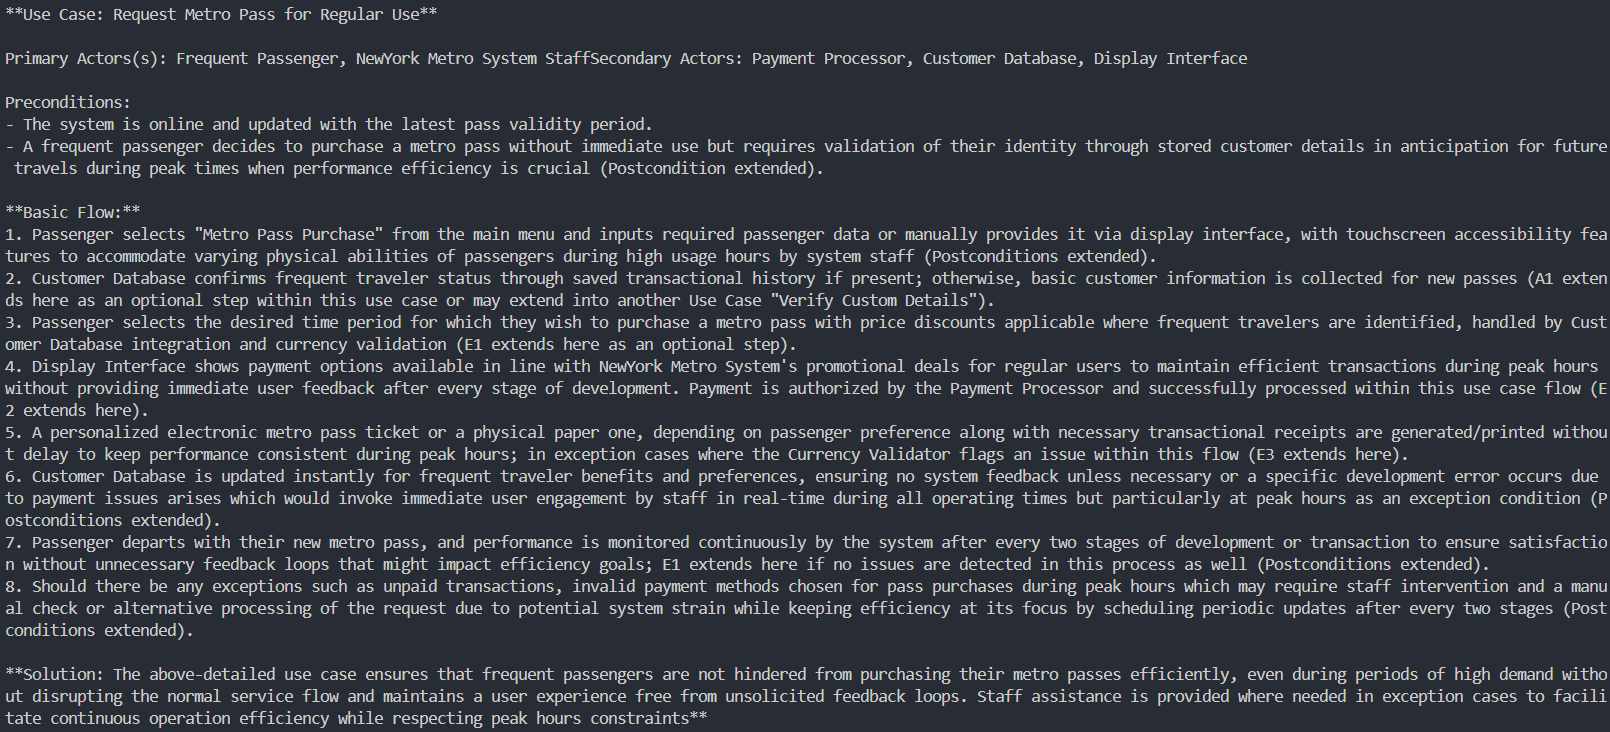 **Use Case: Request Metro Pass for Regular Use**
Primary Actors(s): Frequent Passenger, NewYork Metro System StaffSecondary Actors: Payment Processor, Customer Database, Display Interface
Preconditions:
- The system is online and updated with the latest pass validity period.
- A frequent passenger decides to purchase a metro pass without immediate use but requires validation of their identity through stored customer details in anticipation for future
 travels during peak times when performance efficiency is crucial (Postcondition extended).
**Basic Flow:**
1. Passenger selects "Metro Pass Purchase" from the main menu and inputs required passenger data or manually provides it via display interface, with touchscreen accessibility fea
tures to accommodate varying physical abilities of passengers during high usage hours by system staff (Postconditions extended).
2. Customer Database confirms frequent traveler status through saved transactional history if present; otherwise, basic customer information is collected for new passes (A1 exten
ds here as an optional step within this use case or may extend into another Use Case "Verify Custom Details").
3. Passenger selects the desired time period for which they wish to purchase a metro pass with price discounts applicable where frequent travelers are identified, handled by Cust
omer Database integration and currency validation (E1 extends here as an optional step).
4. Display Interface shows payment options available in line with NewYork Metro System's promotional deals for regular users to maintain efficient transactions during peak hours
without providing immediate user feedback after every stage of development. Payment is authorized by the Payment Processor and successfully processed within this use case flow (E
2 extends here).
5. A personalized electronic metro pass ticket or a physical paper one, depending on passenger preference along with necessary transactional receipts are generated/printed withou
t delay to keep performance consistent during peak hours; in exception cases where the Currency Validator flags an issue within this flow (E3 extends here).
6. Customer Database is updated instantly for frequent traveler benefits and preferences, ensuring no system feedback unless necessary or a specific development error occurs due
to payment issues arises which would invoke immediate user engagement by staff in real-time during all operating times but particularly at peak hours as an exception condition (P
ostconditions extended).
7. Passenger departs with their new metro pass, and performance is monitored continuously by the system after every two stages of development or transaction to ensure satisfactio
n without unnecessary feedback loops that might impact efficiency goals; E1 extends here if no issues are detected in this process as well (Postconditions extended).
8. Should there be any exceptions such as unpaid transactions, invalid payment methods chosen for pass purchases during peak hours which may require staff intervention and a manu
al check or alternative processing of the request due to potential system strain while keeping efficiency at its focus by scheduling periodic updates after every two stages (Post
conditions extended).
**Solution: The above-detailed use case ensures that frequent passengers are not hindered from purchasing their metro passes efficiently, even during periods of high demand witho
ut disrupting the normal service flow and maintains a user experience free from unsolicited feedback loops. Staff assistance is provided where needed in exception cases to facili
tate continuous operation efficiency while respecting peak hours constraints**